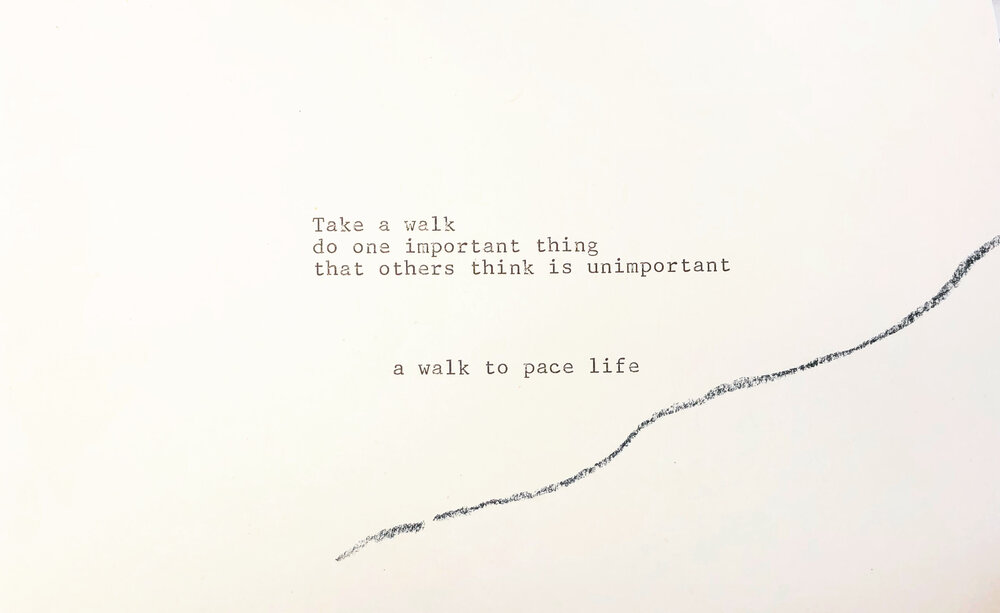 Take a walk
do one important thing
that others think is unimportant
a walk to pace life